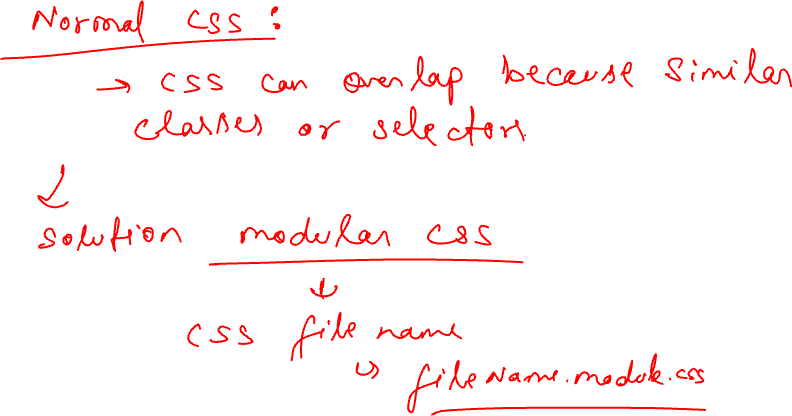 Normal css :
→ css can overlap because similar
classes or selectors
solution modular css
css file name
fileName.module.css